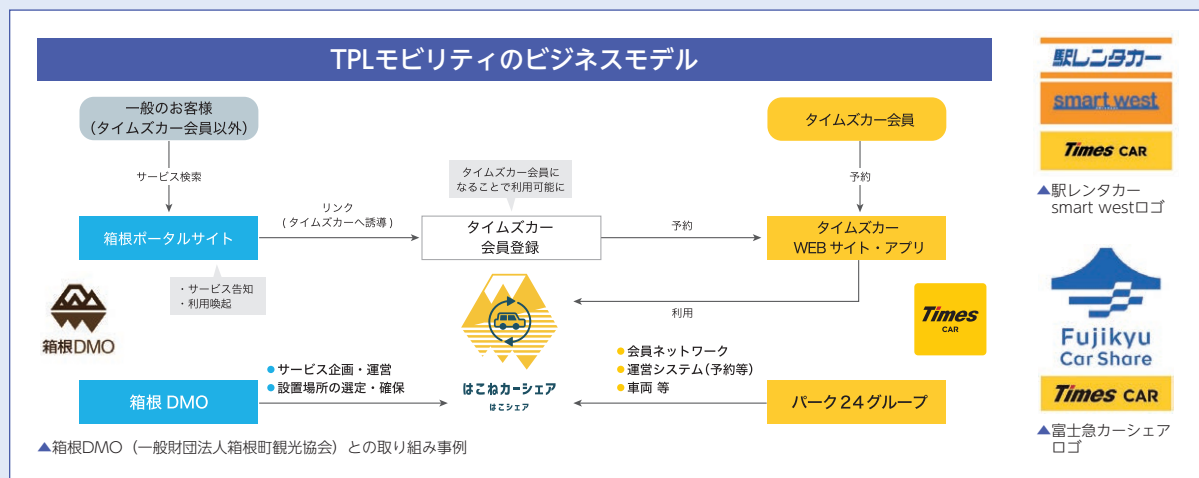 TPLモビリティのビジネスモデル
一般のお客様
(タイムズカー会員以外)
タイムズカー会員
サービス検索
タイムズカー会員に
なることで利用可能に
予約
箱根ポータルサイト
リンク
(タイムズカーへ誘導)
タイムズカー
会員登録
予約
タイムズカー
WEBサイト・アプリ
・サービス告知
・利用喚起
利用
箱根DMO
Times
CAR
箱根 DMO
●サービス企画・運営
●設置場所の選定・確保
はこねカーシェア
はこシェア
●会員ネットワーク
●運営システム(予約等)
●車両 等
パーク24グループ
▲箱根DMO(一般財団法人箱根町観光協会)との取り組み事例
駅レンタカー
smart west
Times CAR
▲駅レンタカー
smart westロゴ
Fujikyu
Car Share
Times CAR
▲富士急カーシェア
ロゴ